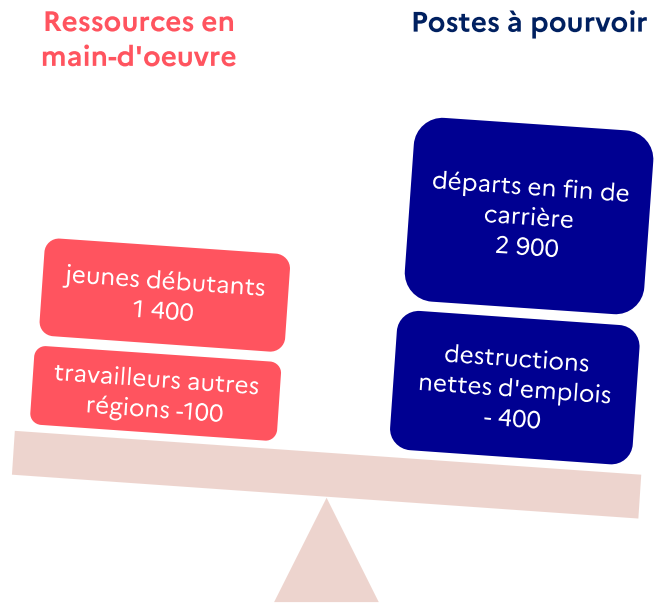 Ressources en
main-d'oeuvre
Postes à pourvoir
jeunes débutants
1 400
travailleurs autres
régions -100
départs en fin de
carrière
2 900
destructions
nettes d'emplois
- 400